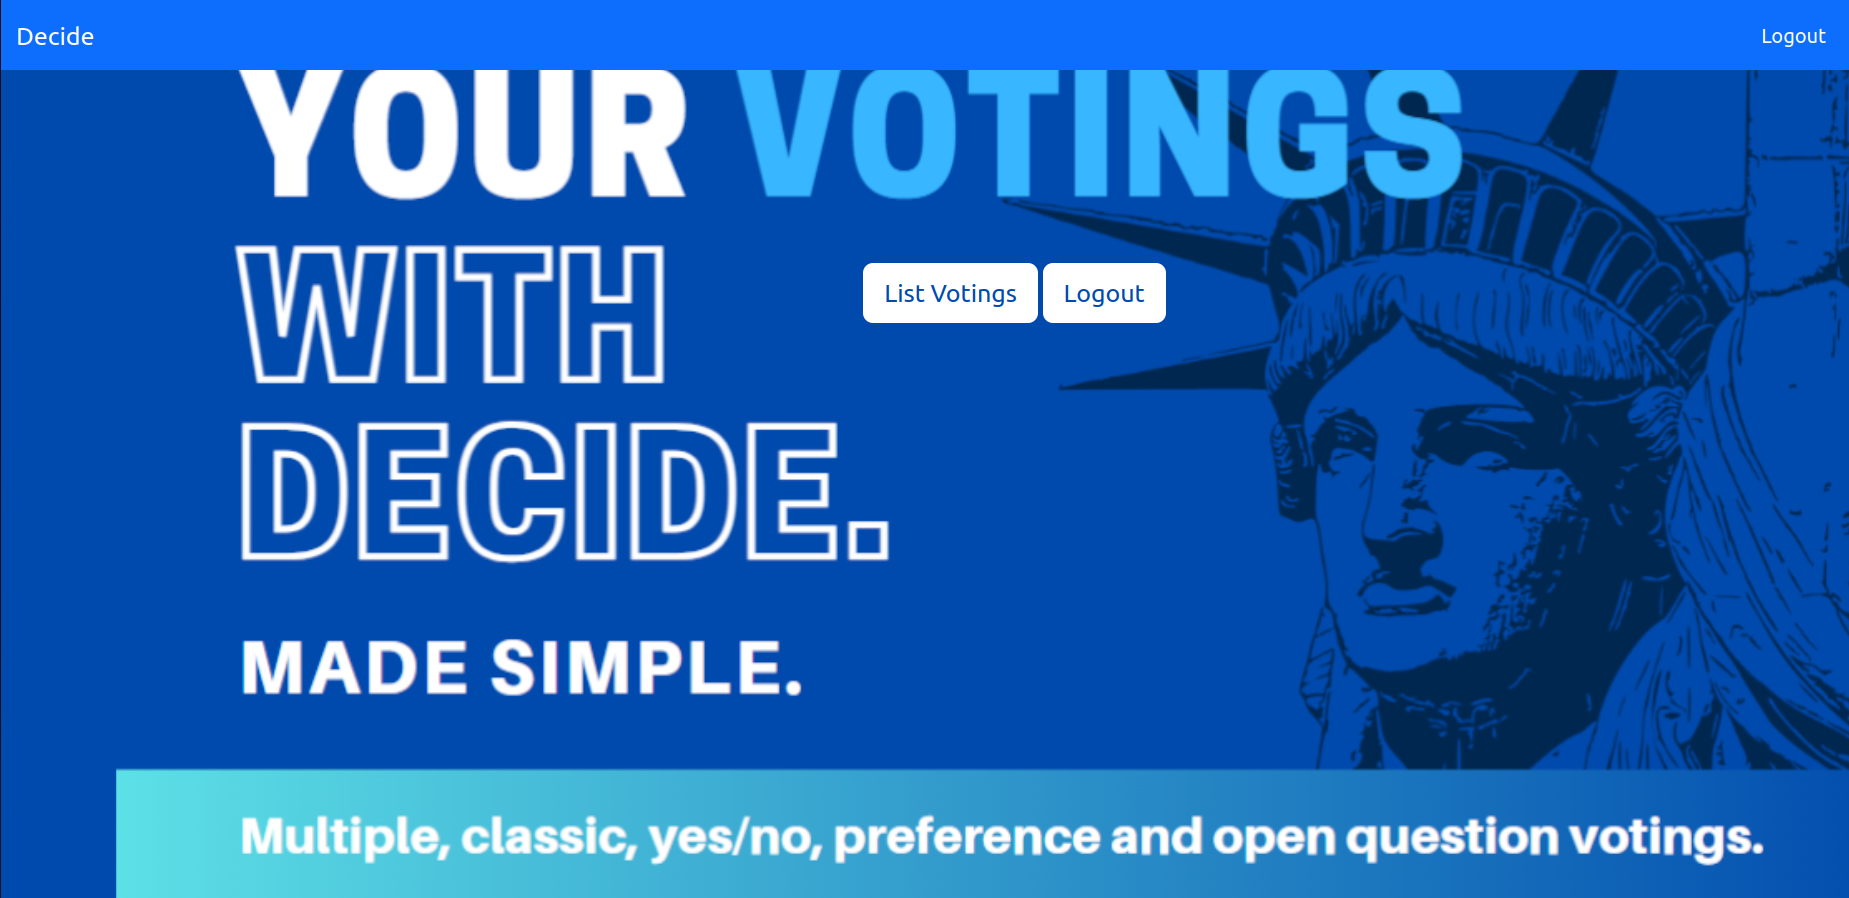 Decide
Logout
YOUR VOTINGS
WITH
List Votings
Logout
DECIDE.
MADE SIMPLE.
Multiple, classic, yes/no, preference and open question votings.